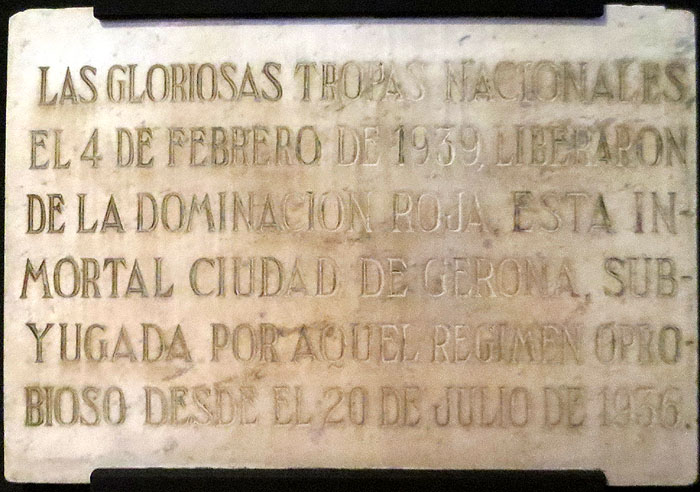 LAS GLORIOSAS TROPAS NACIONALES,
EL 4 DE FEBRERO DE 1939, LIBERARON
DE LA DOMINACION ROJA, ESTA IN-
MORTAL CIUDAD DE GERONA, SUB-
YUGADA POR AQUEL REGIMEN OPRO-
BIOSO DESDE EL 20 DE JULIO DE 1936.